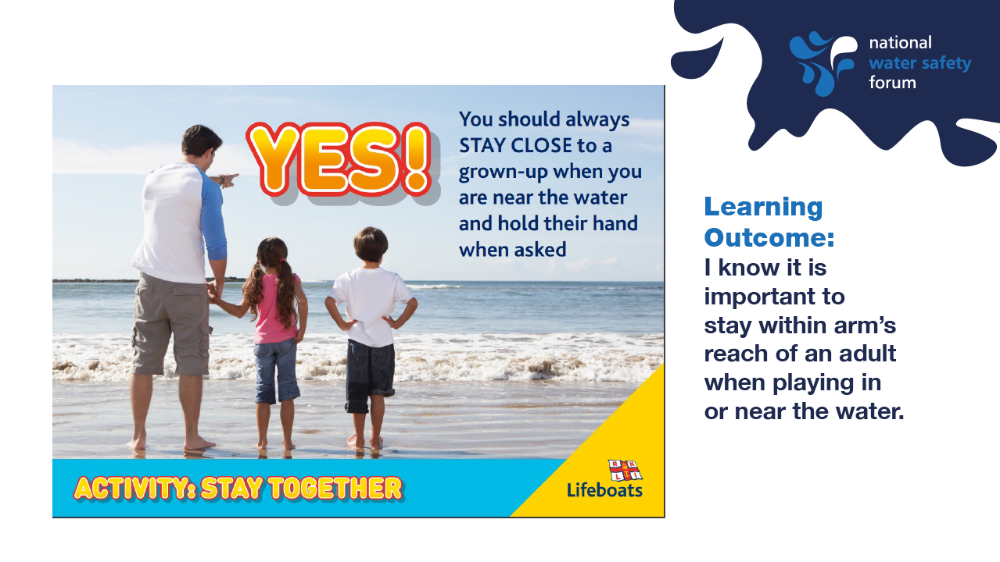 national
water safety
forum
YES!
You should always
STAY CLOSE to a
grown-up when you
are near the water
and hold their hand
when asked
Learning
Outcome:
I know it is
important to
stay within arm's
reach of an adult
when playing in
or near the water.
ACTIVITY: STAY TOGETHER
RNLI
Lifeboats